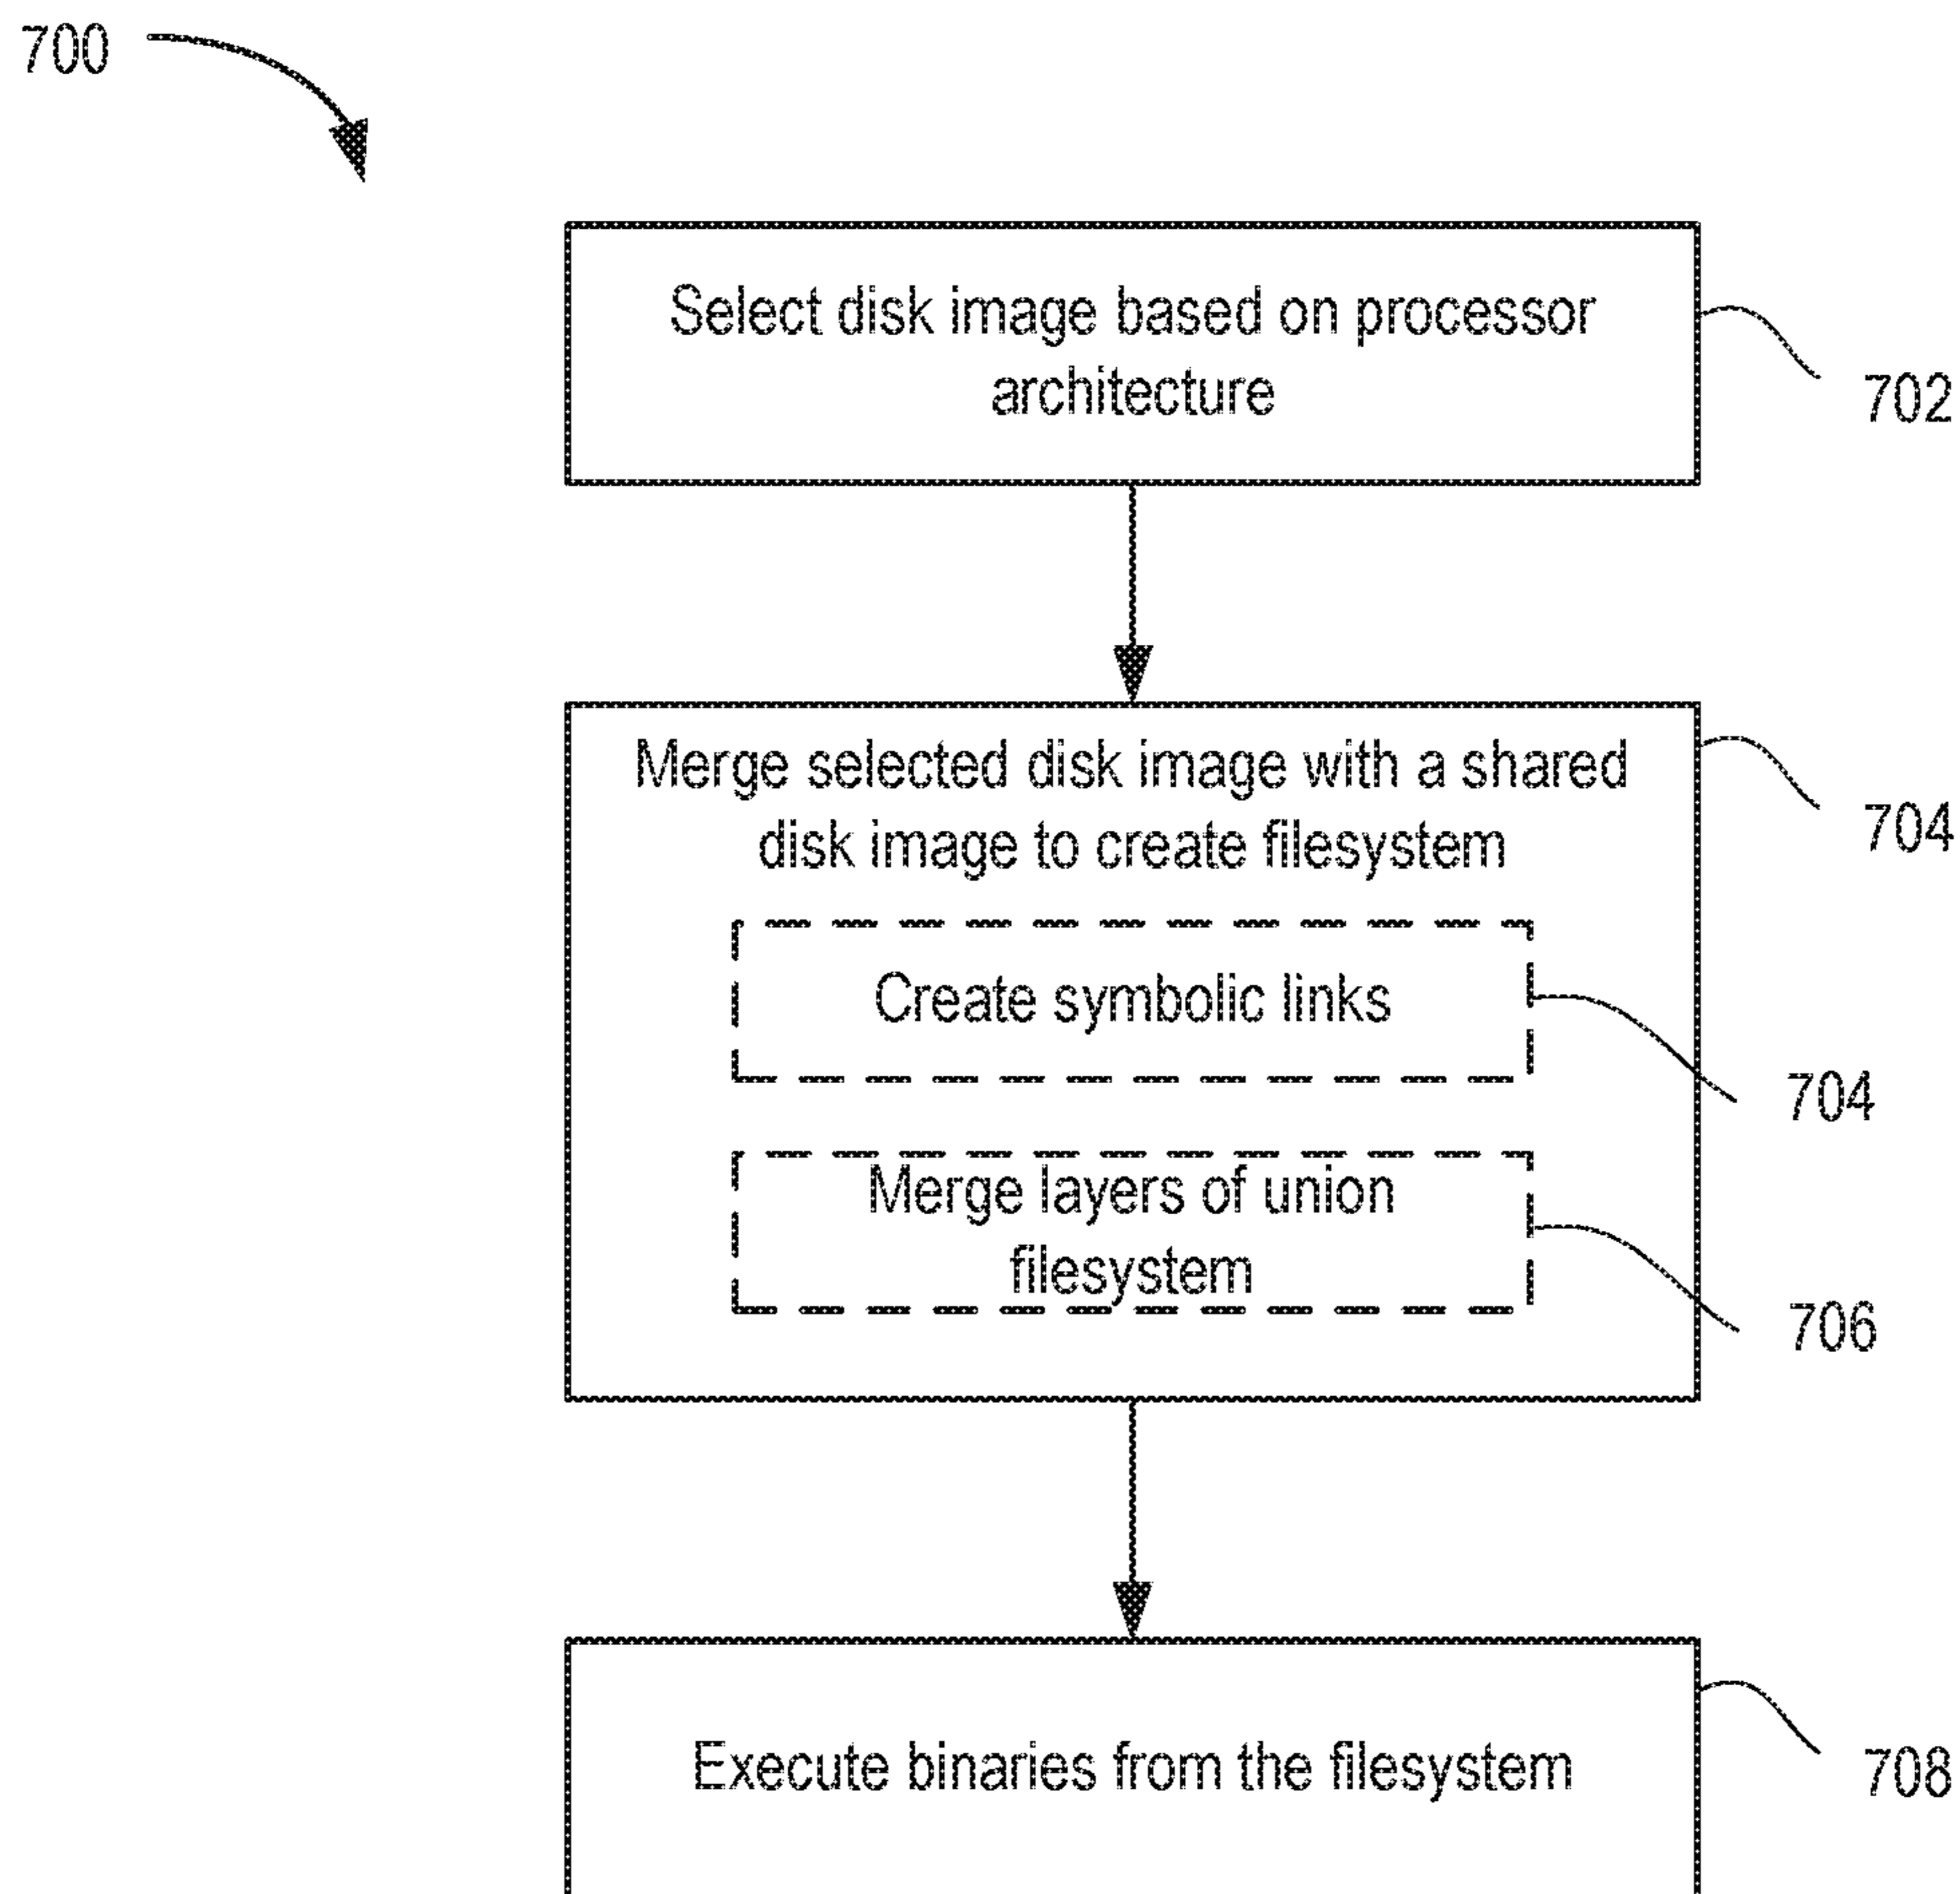 700
Select disk image based on processor
architecture
702
Merge selected disk image with a shared
disk image to create filesystem
704
Create symbolic links
704
Merge layers of union
filesystem
706
Execute binaries from the filesystem
708